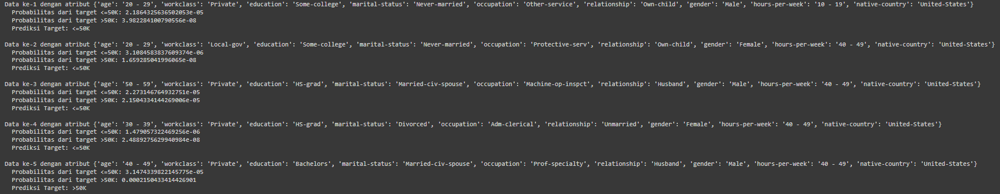 Data ke-1 dengan atribut {'age': '20 - 29', 'workclass': 'Private', 'education': 'Some-college', 'marital-status': 'Never-married', 'occupation': 'Other-service', 'relationship': 'Own-child', 'gender': 'Male', 'hours-per-week': '10 - 19', 'native-country': 'United-States'}
Probabilitas dari target <=50K: 2.1864325636502053e-05
Probabilitas dari target >50K: 3.982284100790556e-08
Prediksi Target: <=50K
Data ke-2 dengan atribut {'age': '20 - 29', 'workclass': 'Local-gov', 'education': 'Some-college', 'marital-status': 'Never-married', 'occupation': 'Protective-serv', 'relationship': 'Own-child', 'gender': 'Female', 'hours-per-week': '40 - 49', 'native-country': 'United-States'}
Probabilitas dari target <=50K: 3.1084583837609374e-06
Probabilitas dari target >50K: 1.659285041996065e-08
Prediksi Target: <=50K
Data ke-3 dengan atribut {'age': '50 - 59', 'workclass': 'Private', 'education': 'HS-grad', 'marital-status': 'Married-civ-spouse', 'occupation': 'Machine-op-inspct', 'relationship': 'Husband', 'gender': 'Male', 'hours-per-week': '40 - 49', 'native-country': 'United-States'}
Probabilitas dari target <=50K: 2.273146764932751e-05
Probabilitas dari target >50K: 2.1504334144269006e-05
Prediksi Target: <=50K
Data ke-4 dengan atribut {'age': '30 - 39', 'workclass': 'Private', 'education': 'HS-grad', 'marital-status': 'Divorced', 'occupation': 'Adm-clerical', 'relationship': 'Unmarried', 'gender': 'Female', 'hours-per-week': '40 - 49', 'native-country': 'United-States'}
Probabilitas dari target <=50K: 1.479057322469256e-06
Probabilitas dari target >50K: 2.4889275629940984e-08
Prediksi Target: <=50K
Data ke-5 dengan atribut {'age': '40 - 49', 'workclass': 'Private', 'education': 'Bachelors', 'marital-status': 'Married-civ-spouse', 'occupation': 'Prof-specialty', 'relationship': 'Husband', 'gender': 'Male', 'hours-per-week': '40 - 49', 'native-country': 'United-States'}
Probabilitas dari target <=50K: 3.1474339822145775e-05
Probabilitas dari target >50K: 0.0002150433414426901
Prediksi Target: >50K